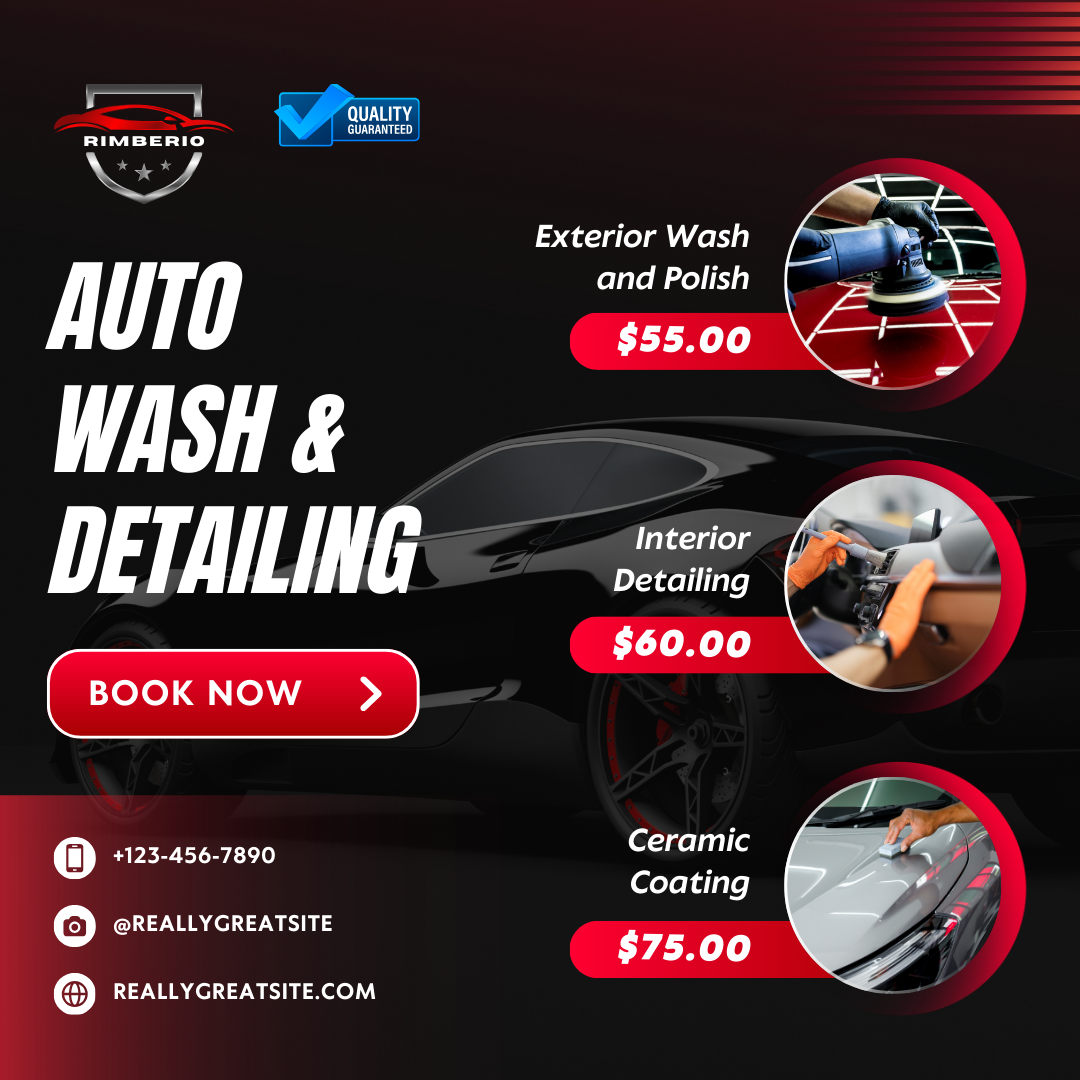 RIMBERIO
QUALITY
GUARANTEED
AUTO
WASH &
DETAILING
BOOK NOW
+123-456-7890
@REALLYGREATSITE
REALLYGREATSITE.COM
Exterior Wash
and Polish
$55.00
Interior
Detailing
$60.00
Ceramic
Coating
$75.00